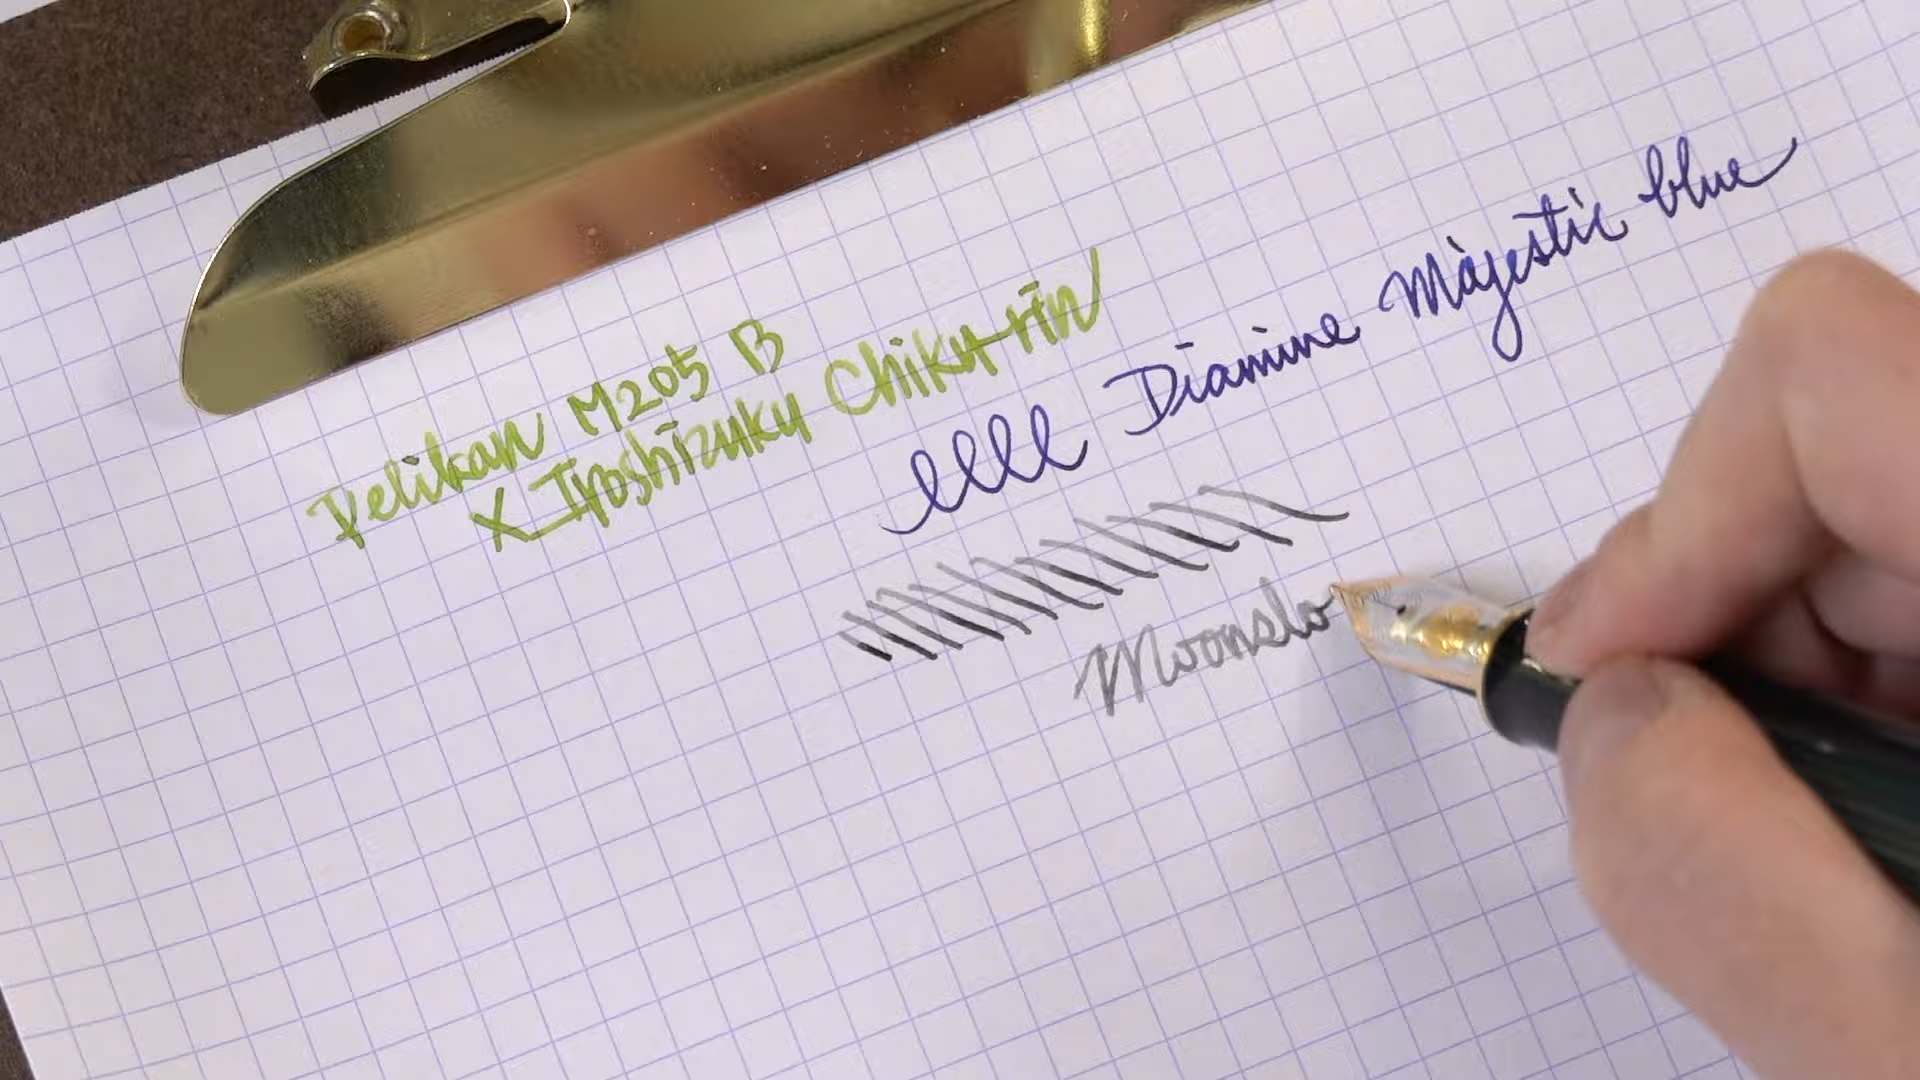 Pelikan M205 B
x Iroshizuku Chiku-rin
Diamine Majestic blue
Moonslo